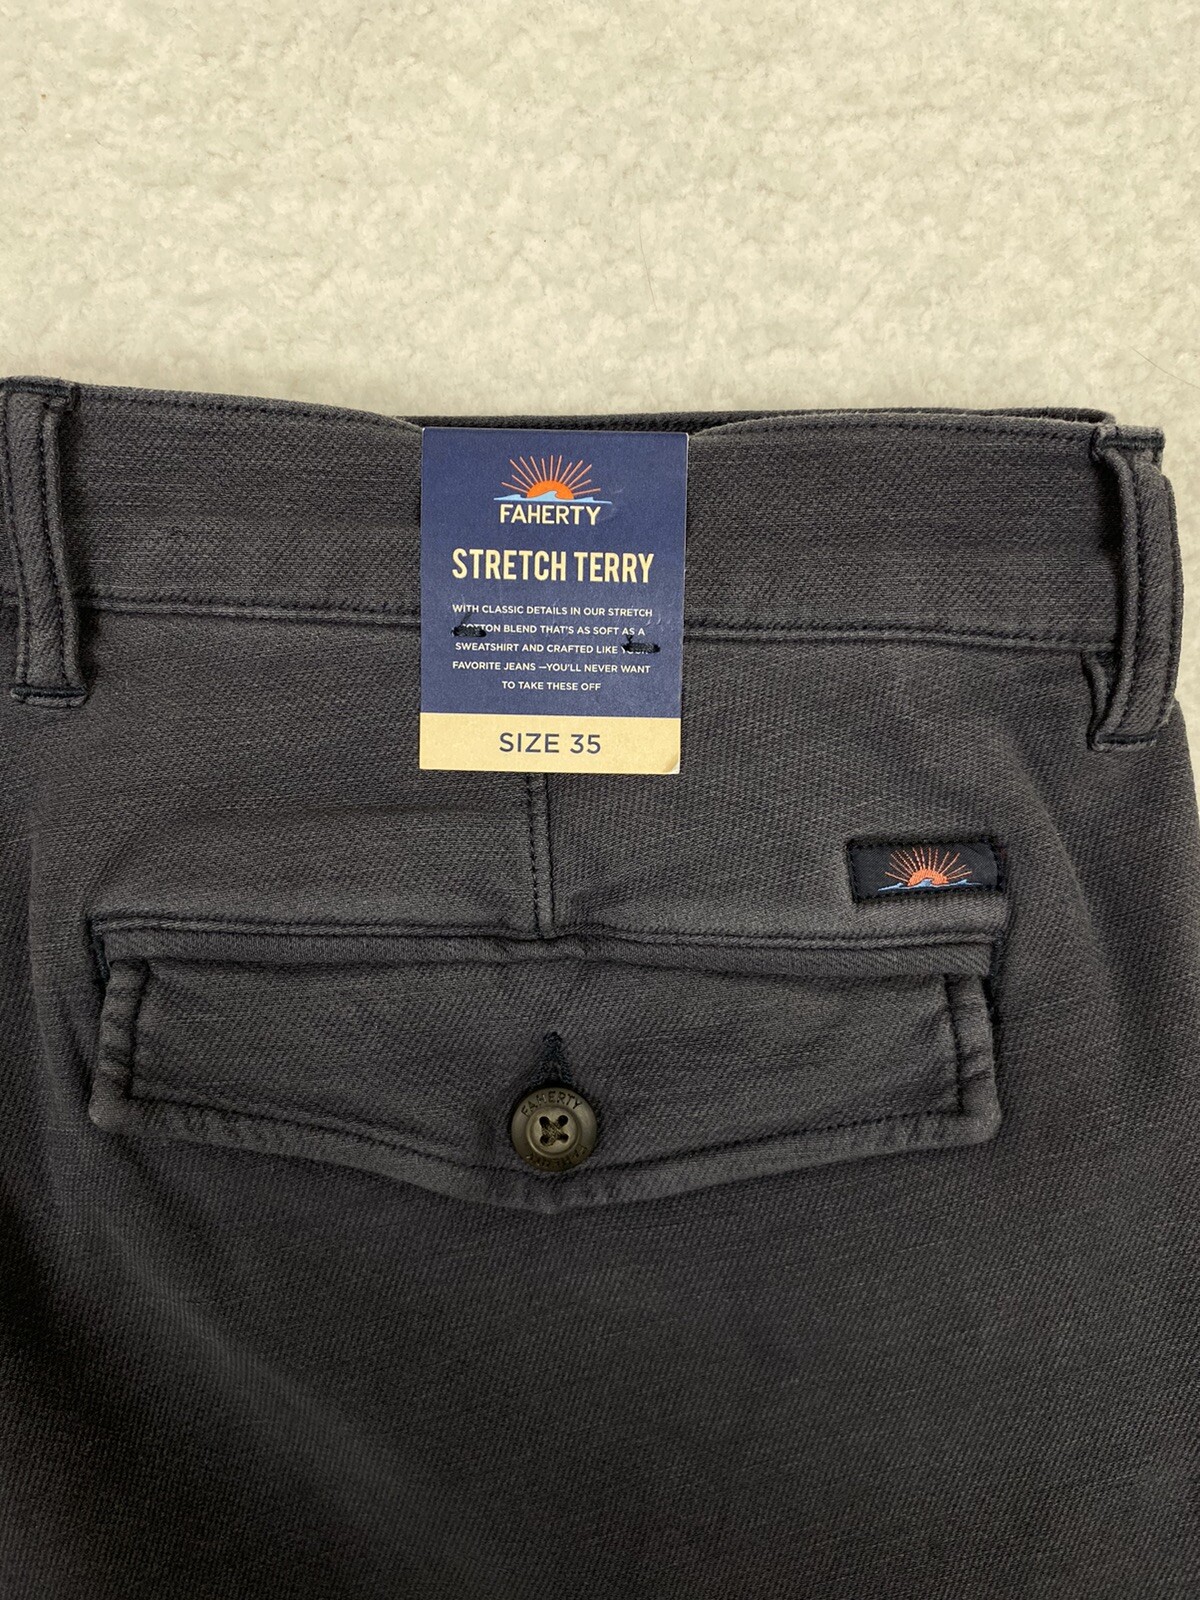 FAHERTY
STRETCH TERRY
WITH CLASSIC DETAILS IN OUR STRETCH
COTTON BLEND THAT'S AS SOFT AS A
SWEATSHIRT AND CRAFTED LIKE YOUR
FAVORITE JEANS —YOU'LL NEVER WANT
TO TAKE THESE OFF
SIZE 35
FAHERTY